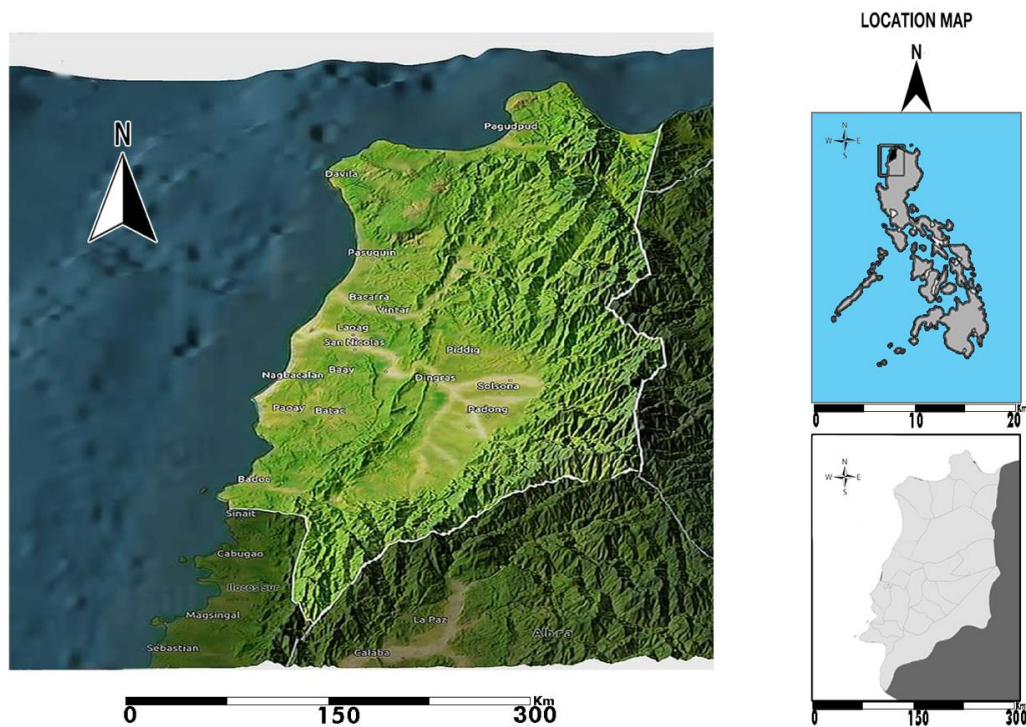 N
Pagudpud
Davila
Pasuquin
Bacarra
Vintar
Laoag
San Nicolas
Piddig
Nagbacalan
Baay
Dingras
Solsona
Paoay
Batac
Padong
Badoc
Sinait
Cabugao
Ilocos Sur
Magsingal
La Paz
Abra
Sebastian
Calaba
Km
0 150 300
LOCATION MAP
N
N
W E
S
Km
0 10 20
N
W E
S
Km
0 150 300